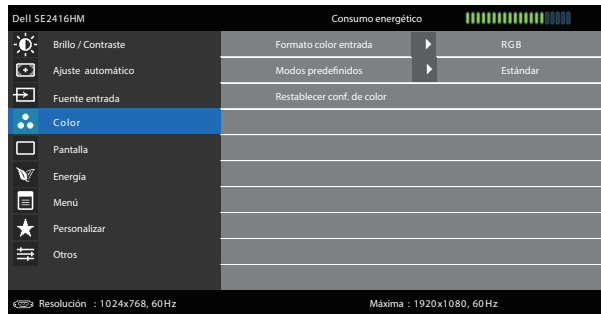 Dell SE2416HM Consumo energético
Brillo / Contraste Formato color entrada RGB
Ajuste automático Modos predefinidos Estándar
Fuente entrada Restablecer conf. de color
Color
Pantalla
Energía
Menú
Personalizar
Otros
Resolución : 1024x768, 60Hz Máxima : 1920x1080, 60Hz